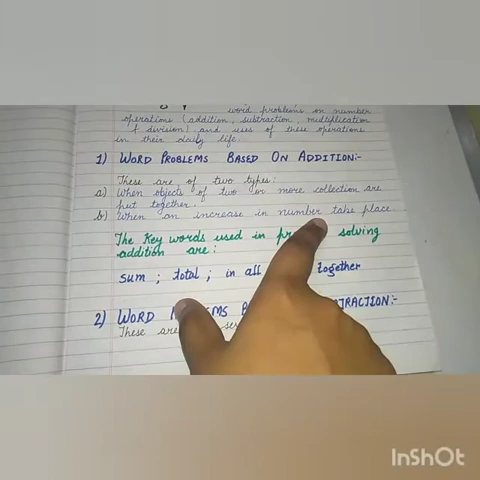 word problems on number
operations (addition, subtraction, multiplication
& division) and uses of these operations
in their daily life.
1) WORD PROBLEMS BASED ON ADDITION:-
These are of two types:
a) When objects of two or more collection are
put together.
b) When an increase in number take place
The Key words used in solving
addition are:
sum ; total ; in all together
2) WORD
These are
InShOt